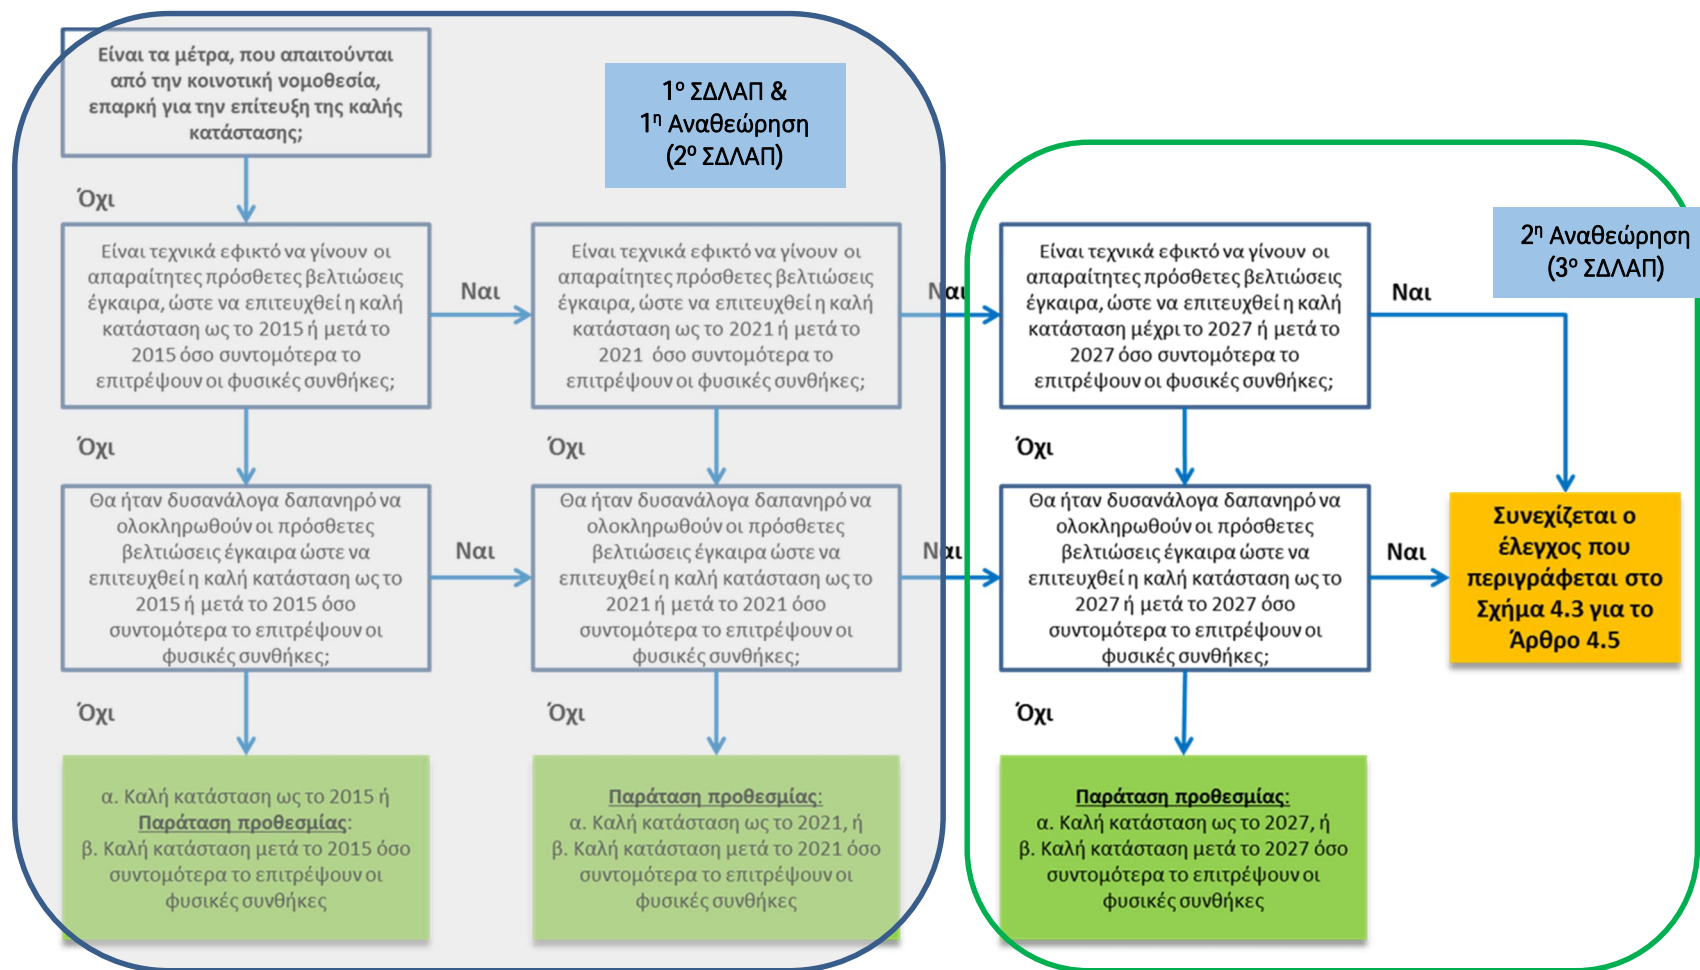 Είναι τα μέτρα, που απαιτούνται
από την κοινοτική νομοθεσία,
επαρκή για την επίτευξη της καλής
κατάστασης;
1º ΣΔΛΑΠ &
1η Αναθεώρηση
(2º ΣΔΛΑΠ)
2η Αναθεώρηση
(3º ΣΔΛΑΠ)
Όχι
Είναι τεχνικά εφικτό να γίνουν οι
απαραίτητες πρόσθετες βελτιώσεις
έγκαιρα, ώστε να επιτευχθεί η καλή
κατάσταση ως το 2015 ή μετά το
2015 όσο συντομότερα το
επιτρέψουν οι φυσικές συνθήκες;
Ναι
Είναι τεχνικά εφικτό να γίνουν οι
απαραίτητες πρόσθετες βελτιώσεις
έγκαιρα, ώστε να επιτευχθεί η καλή
κατάσταση ως το 2021 ή μετά το
2021 όσο συντομότερα το
επιτρέψουν οι φυσικές συνθήκες;
Ναι
Είναι τεχνικά εφικτό να γίνουν οι
απαραίτητες πρόσθετες βελτιώσεις
έγκαιρα, ώστε να επιτευχθεί η καλή
κατάσταση μέχρι το 2027 ή μετά το
2027 όσο συντομότερα το
επιτρέψουν οι φυσικές συνθήκες;
Ναι
Όχι
Όχι
Όχι
Θα ήταν δυσανάλογα δαπανηρό να
ολοκληρωθούν οι πρόσθετες
βελτιώσεις έγκαιρα ώστε να
επιτευχθεί η καλή κατάσταση ως το
2015 ή μετά το 2015 όσο
συντομότερα το επιτρέψουν οι
φυσικές συνθήκες;
Ναι
Θα ήταν δυσανάλογα δαπανηρό να
ολοκληρωθούν οι πρόσθετες
βελτιώσεις έγκαιρα ώστε να
επιτευχθεί η καλή κατάσταση ως το
2021 ή μετά το 2021 όσο
συντομότερα το επιτρέψουν οι
φυσικές συνθήκες;
Ναι
Θα ήταν δυσανάλογα δαπανηρό να
ολοκληρωθούν οι πρόσθετες
βελτιώσεις έγκαιρα ώστε να
επιτευχθεί η καλή κατάσταση ως το
2027 ή μετά το 2027 όσο
συντομότερα το επιτρέψουν οι
φυσικές συνθήκες;
Ναι
Συνεχίζεται ο
έλεγχος που
περιγράφεται στο
Σχήμα 4.3 για το
Άρθρο 4.5
Όχι
Όχι
Όχι
α. Καλή κατάσταση ως το 2015 ή
Παράταση προθεσμίας:
β. Καλή κατάσταση μετά το 2015 όσο
συντομότερα το επιτρέψουν οι
φυσικές συνθήκες
Παράταση προθεσμίας:
α. Καλή κατάσταση ως το 2021, ή
β. Καλή κατάσταση μετά το 2021 όσο
συντομότερα το επιτρέψουν οι
φυσικές συνθήκες
Παράταση προθεσμίας:
α. Καλή κατάσταση ως το 2027, ή
β. Καλή κατάσταση μετά το 2027 όσο
συντομότερα το επιτρέψουν οι
φυσικές συνθήκες